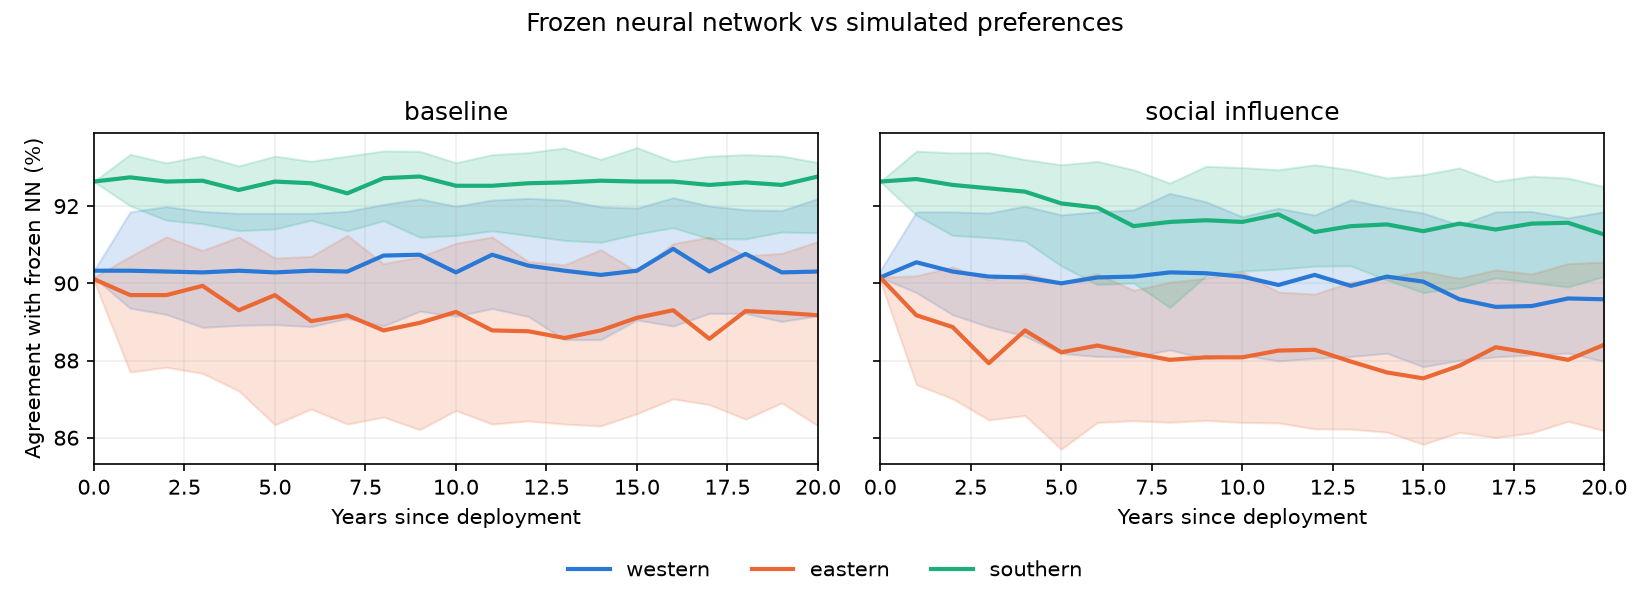 Frozen neural network vs simulated preferences
baseline
social influence
Agreement with frozen NN (%)
92
90
88
86
0.0 2.5 5.0 7.5 10.0 12.5 15.0 17.5 20.0
0.0 2.5 5.0 7.5 10.0 12.5 15.0 17.5 20.0
Years since deployment
Years since deployment
western eastern southern